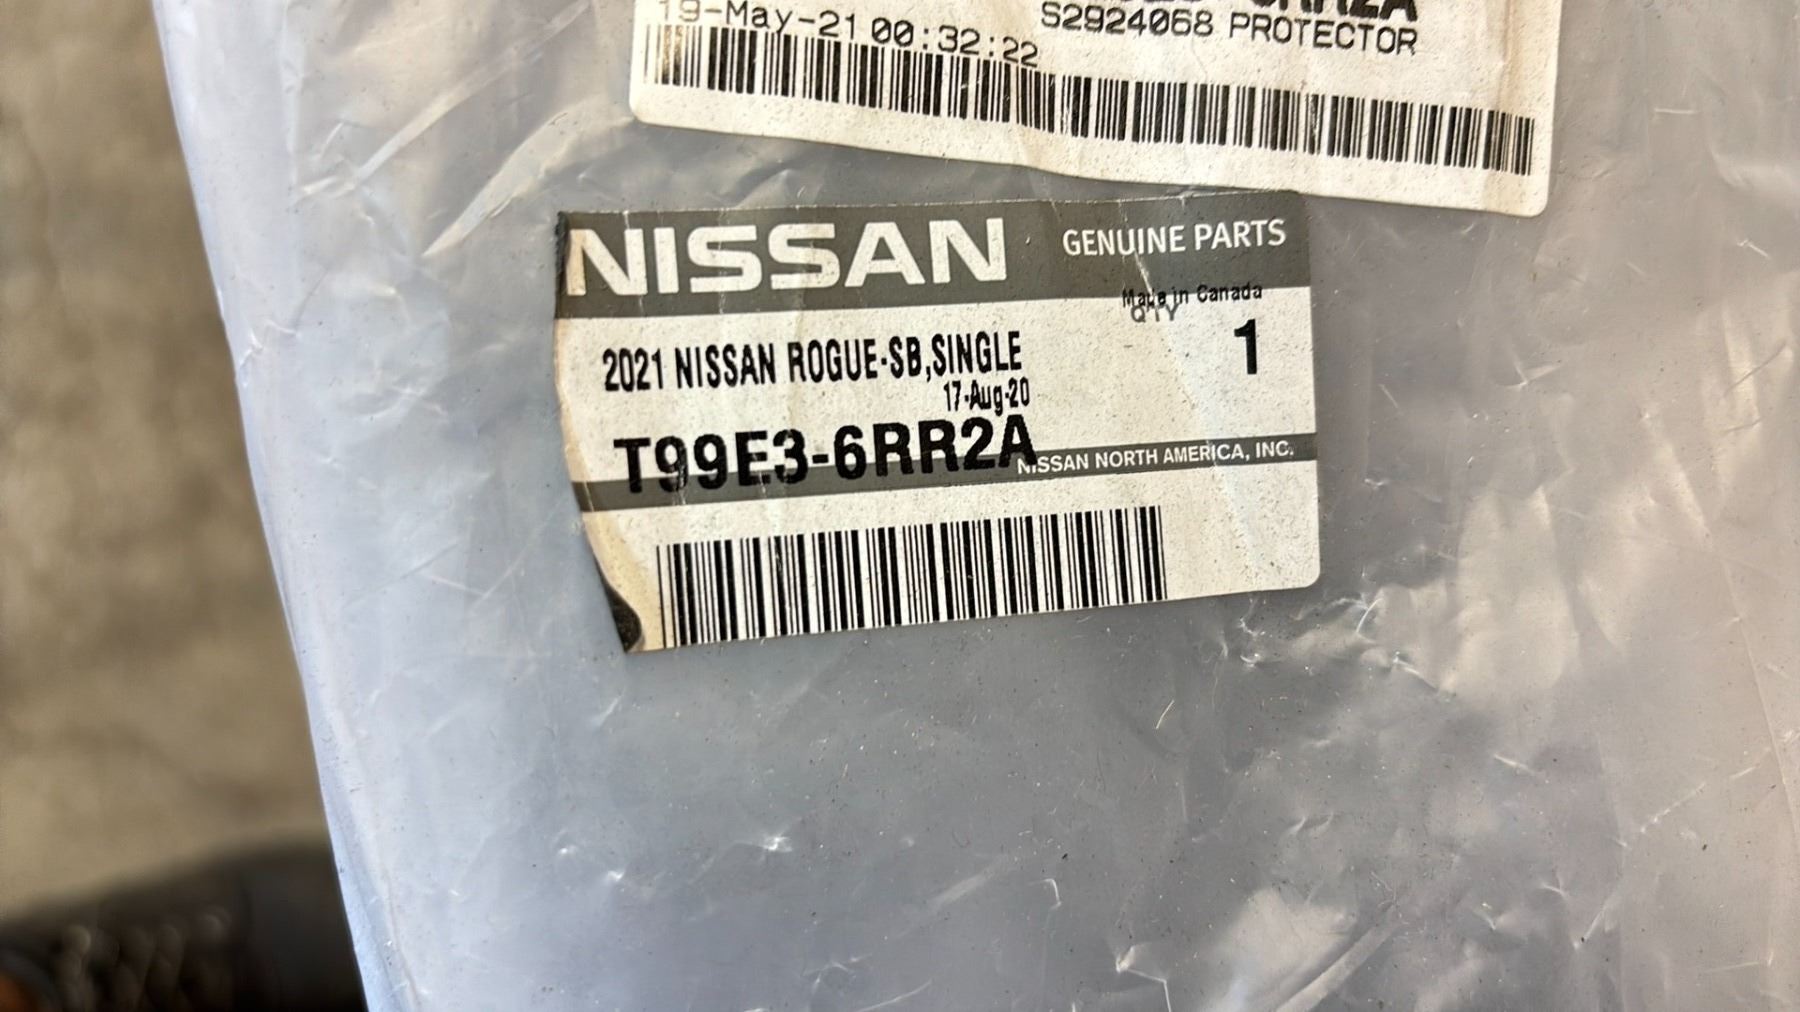 19-May-21 00:32:22
S2924068 PROTECTOR
NISSAN GENUINE PARTS
Made in Canada
QTY
2021 NISSAN ROGUE-SB,SINGLE
1
17-Aug-20
T99E3-6RR2A
NISSAN NORTH AMERICA, INC.